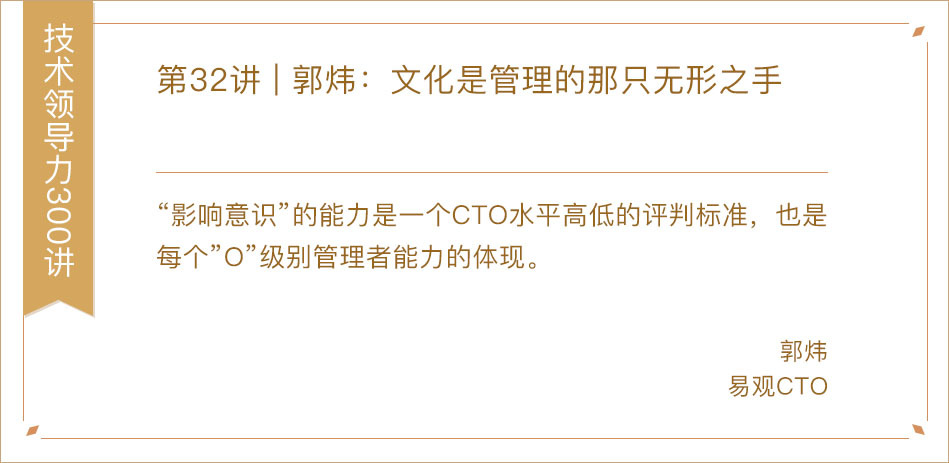 技术领导力300讲
第32讲 | 郭炜：文化是管理的那只无形之手
“影响意识”的能力是一个CTO水平高低的评判标准，也是
每个”O”级别管理者能力的体现。
郭炜
易观CTO